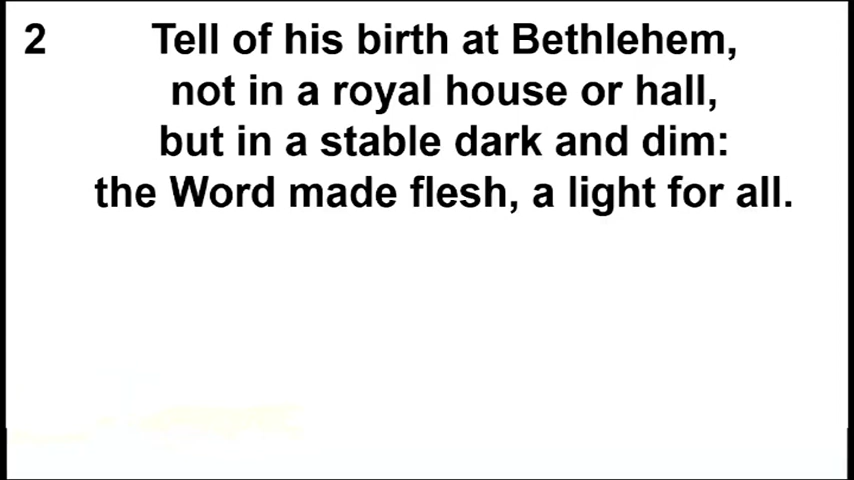 2 Tell of his birth at Bethlehem,
not in a royal house or hall,
but in a stable dark and dim:
the Word made flesh, a light for all.